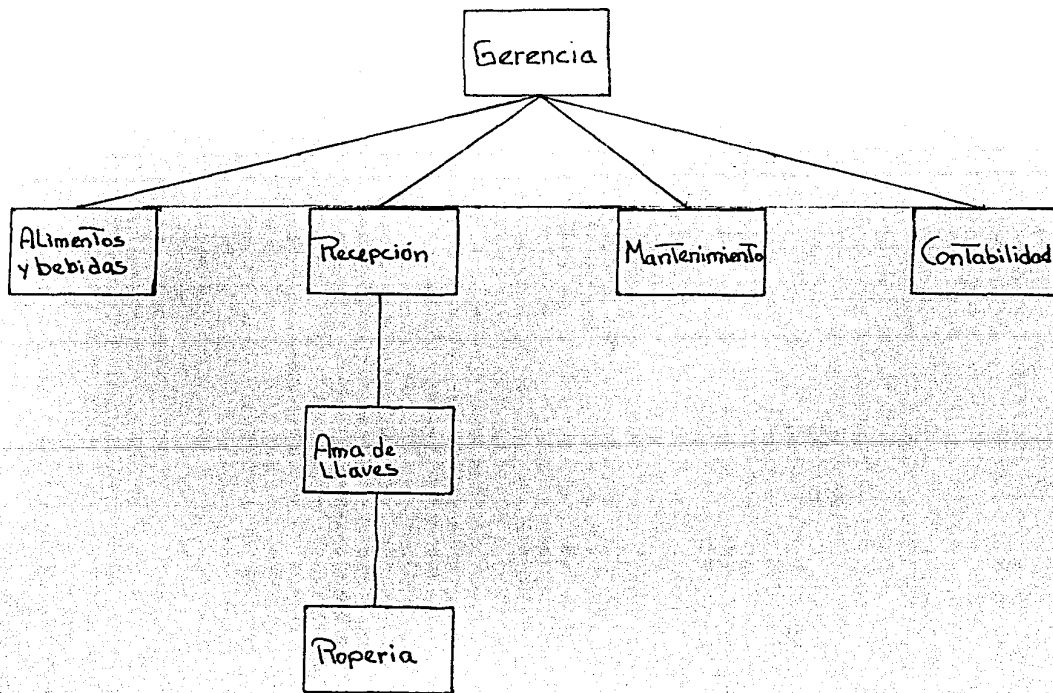 Gerencia
Alimentos
y bebidas
Recepción
Mantenimiento
Contabilidad
Ama de
LLaves
Roperia